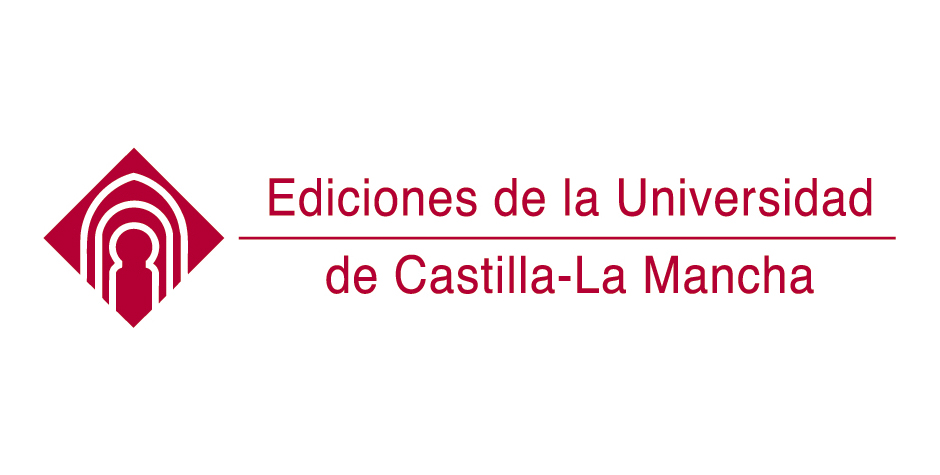 Ediciones de la Universidad
de Castilla-La Mancha